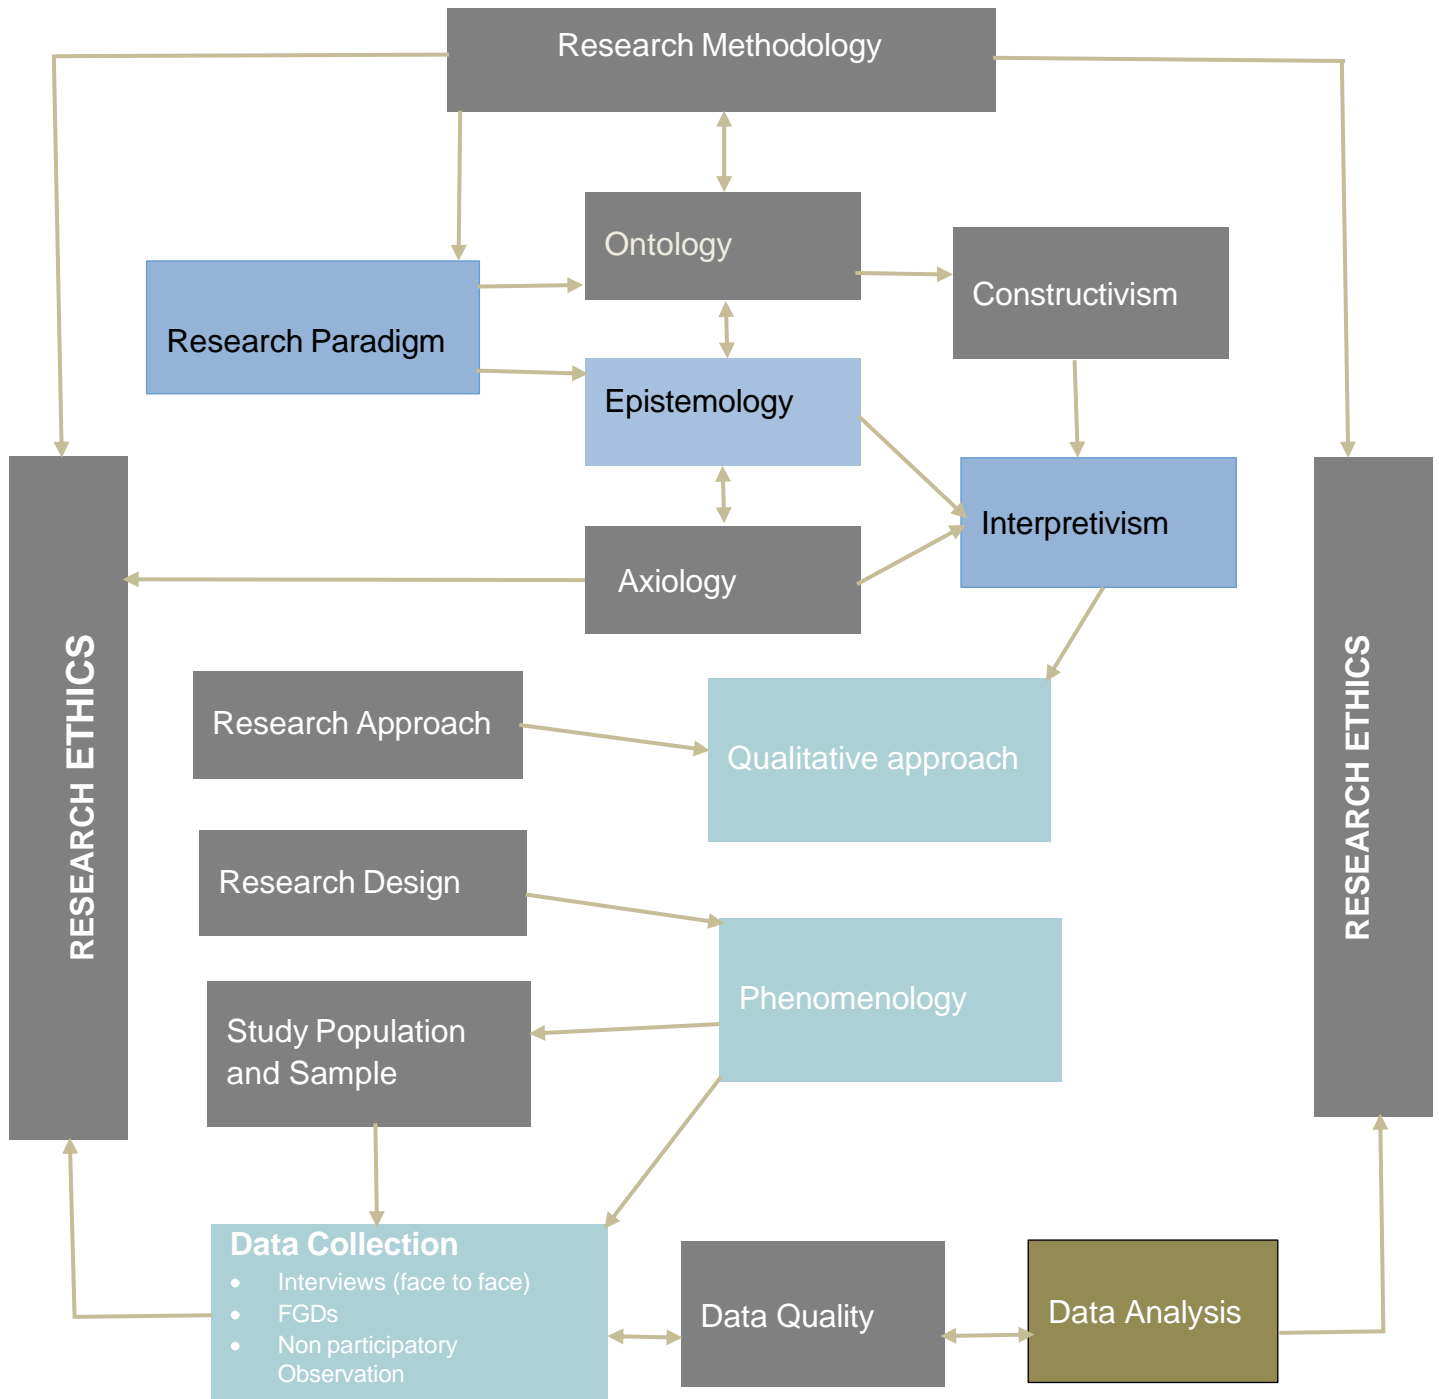 Research Methodology
Ontology
Constructivism
Research Paradigm
Epistemology
Interpretivism
Axiology
RESEARCH ETHICS
RESEARCH ETHICS
Research Approach
Qualitative approach
Research Design
Phenomenology
Study Population
and Sample
Data Collection
• Interviews (face to face)
• FGDs
• Non participatory
Observation
Data Quality
Data Analysis